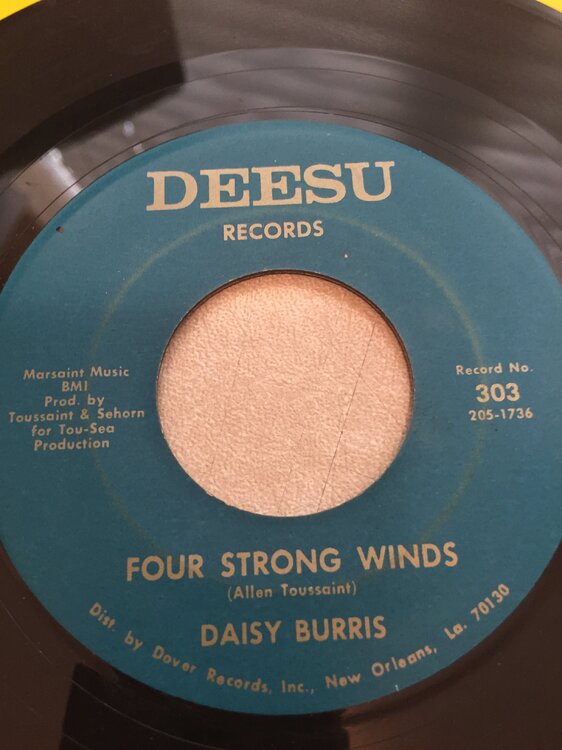 DEESU
RECORDS
Marsaint Music
BMI
Prod. by
Toussaint & Sehorn
for Tou-Sea
Production
Record No.
303
205-1736
FOUR STRONG WINDS
(Allen Toussaint)
DAISY BURRIS
Dist. by Dover Records, Inc., New Orleans, La. 70130